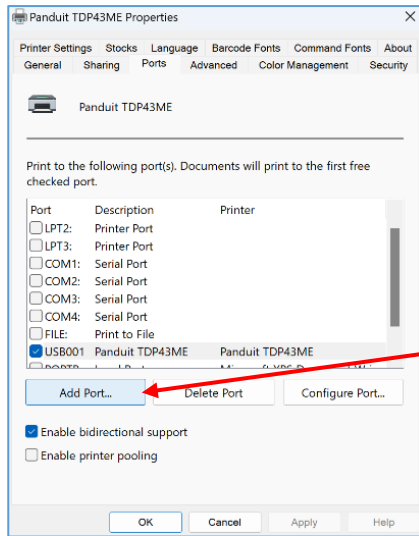 Panduit TDP43ME Properties
Printer Settings Stocks Language Barcode Fonts Command Fonts About
General Sharing Ports Advanced Color Management Security
Panduit TDP43ME
Print to the following port(s). Documents will print to the first free
checked port.
Port Description Printer
LPT2: Printer Port
LPT3: Printer Port
COM1: Serial Port
COM2: Serial Port
COM3: Serial Port
COM4: Serial Port
FILE: Print to File
USB001 Panduit TDP43ME Panduit TDP43ME
Add Port... Delete Port Configure Port...
Enable bidirectional support
Enable printer pooling
OK Cancel Apply Help